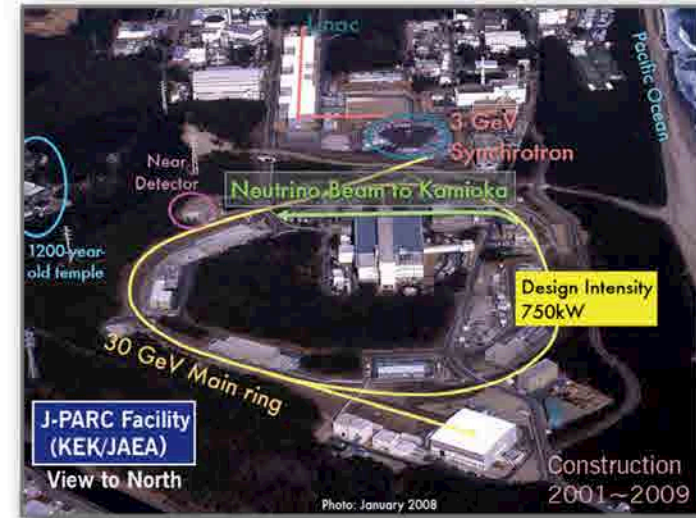 Linac
Pacific Ocean
3 GeV
Synchrotron
Near
Detector
Neutrino Beam to Kamioka
1200-year-
old temple
Design Intensity
750kW
30 GeV Main ring
J-PARC Facility
(KEK/JAEA)
View to North
Construction
2001~2009
Photo: January 2008